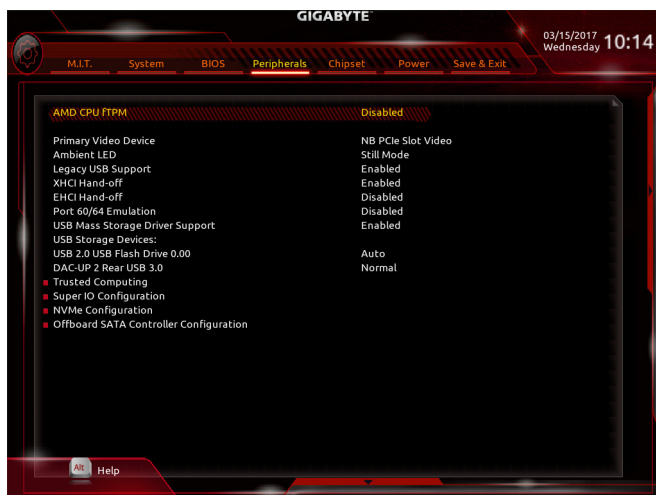 GIGABYTE™
03/15/2017 Wednesday 10:14
M.I.T. System BIOS Peripherals Chipset Power Save & Exit
AMD CPU fTPM Disabled
Primary Video Device NB PCIe Slot Video
Ambient LED Still Mode
Legacy USB Support Enabled
XHCI Hand-off Enabled
EHCI Hand-off Disabled
Port 60/64 Emulation Disabled
USB Mass Storage Driver Support Enabled
USB Storage Devices:
USB 2.0 USB Flash Drive 0.00 Auto
DAC-UP 2 Rear USB 3.0 Normal
Trusted Computing
Super IO Configuration
NVMe Configuration
Offboard SATA Controller Configuration
Alt Help